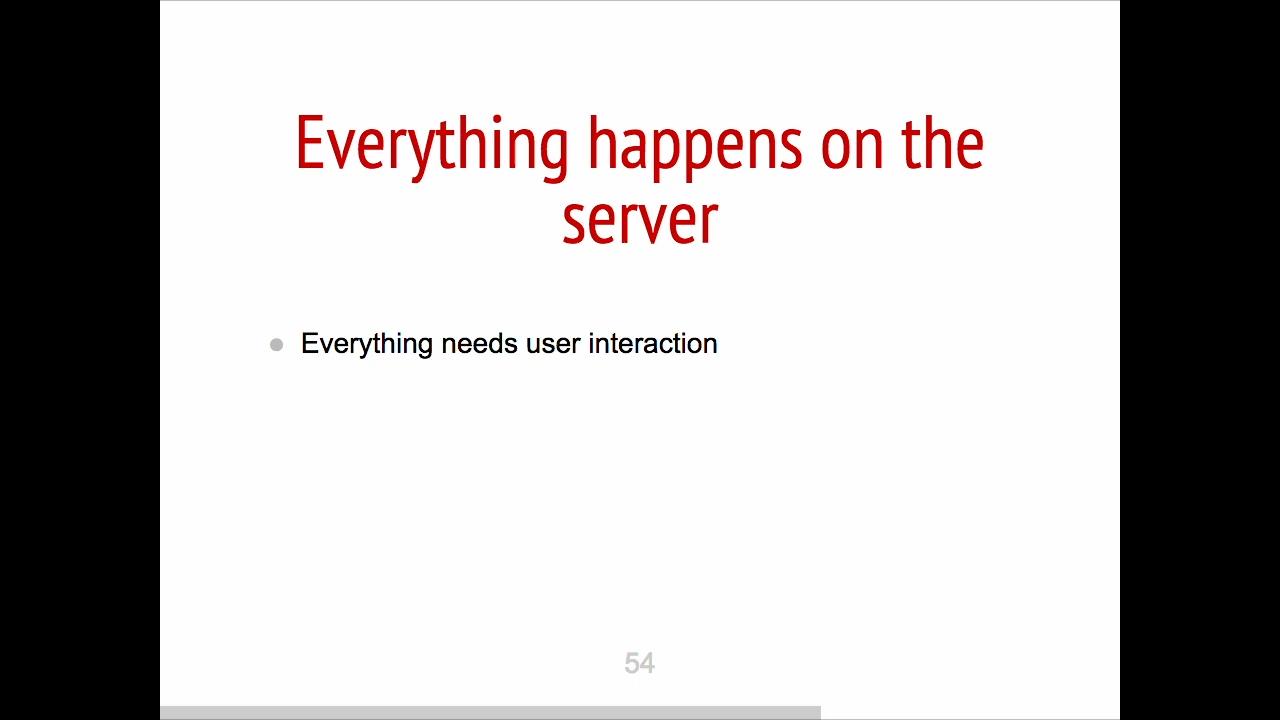 Everything happens on the
server
Everything needs user interaction
54